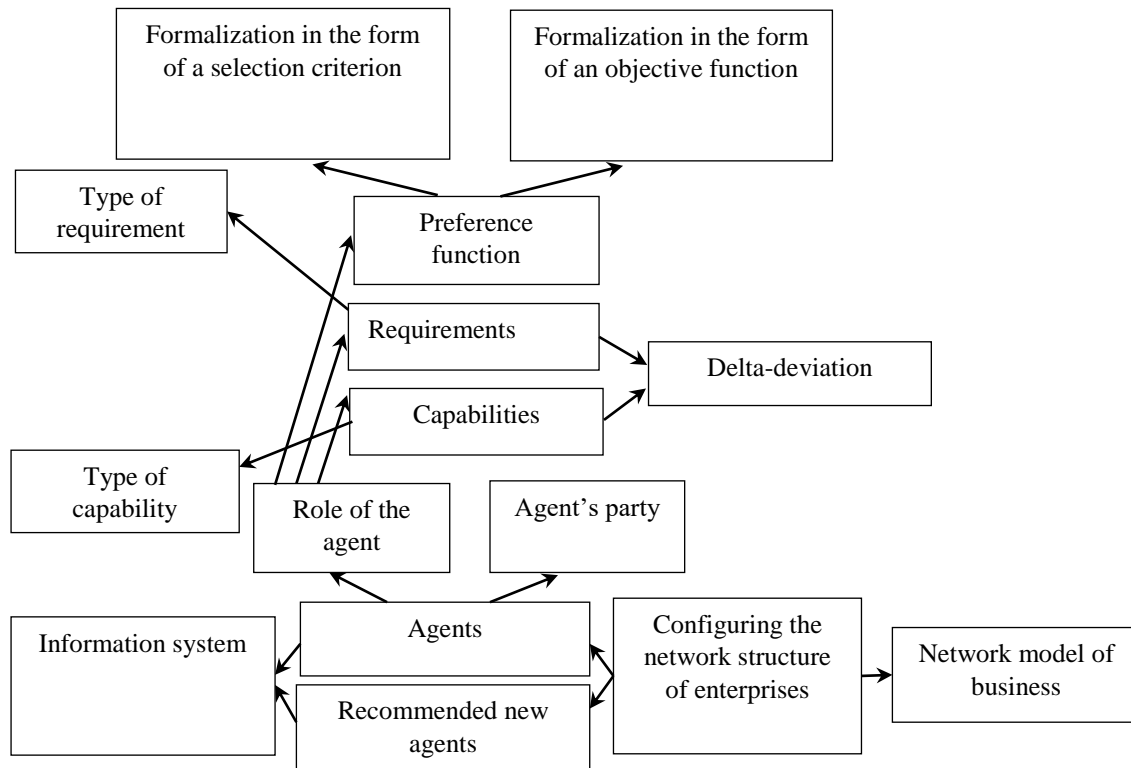 Formalization in the form
of a selection criterion
Formalization in the form
of an objective function
Type of
requirement
Preference
function
Requirements
Delta-deviation
Capabilities
Type of
capability
Role of the
agent
Agent’s party
Information system
Agents
Configuring the
network structure
of enterprises
Network model of
business
Recommended new
agents